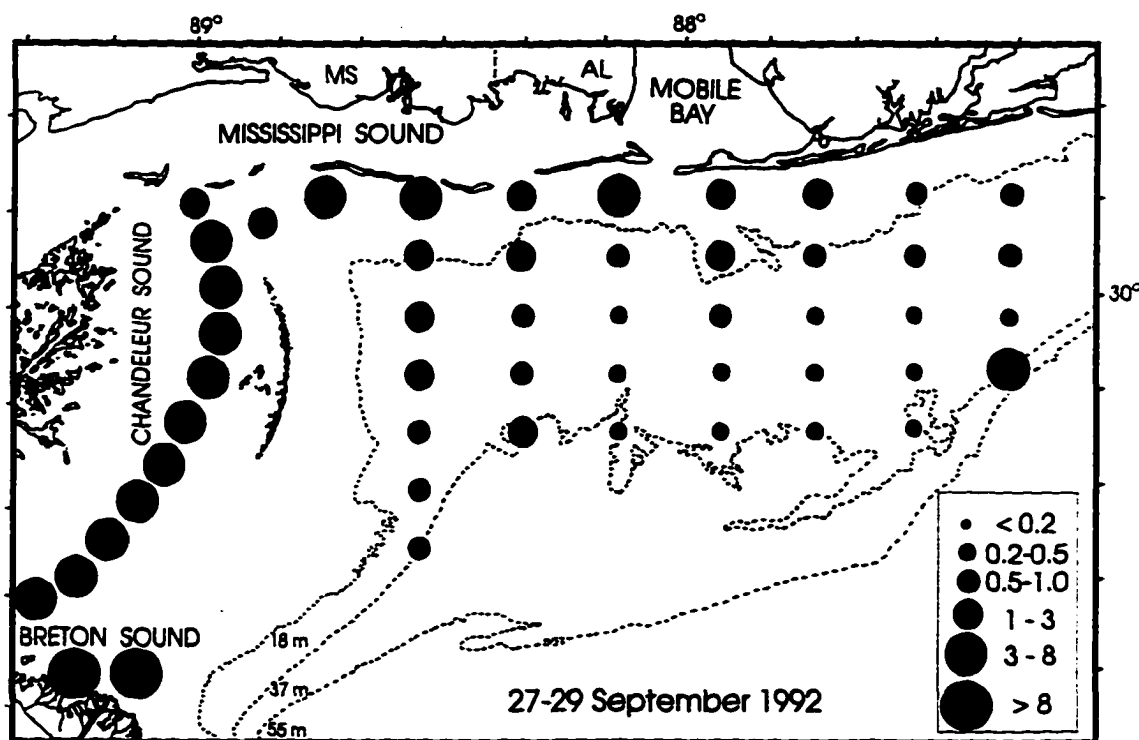 89°
88°
MS
AL
MOBILE
BAY
MISSISSIPPI SOUND
CHANDELEUR SOUND
30°
< 0.2
0.2-0.5
0.5-1.0
1 - 3
3 - 8
> 8
BRETON SOUND
18 m
37 m
55 m
27-29 September 1992